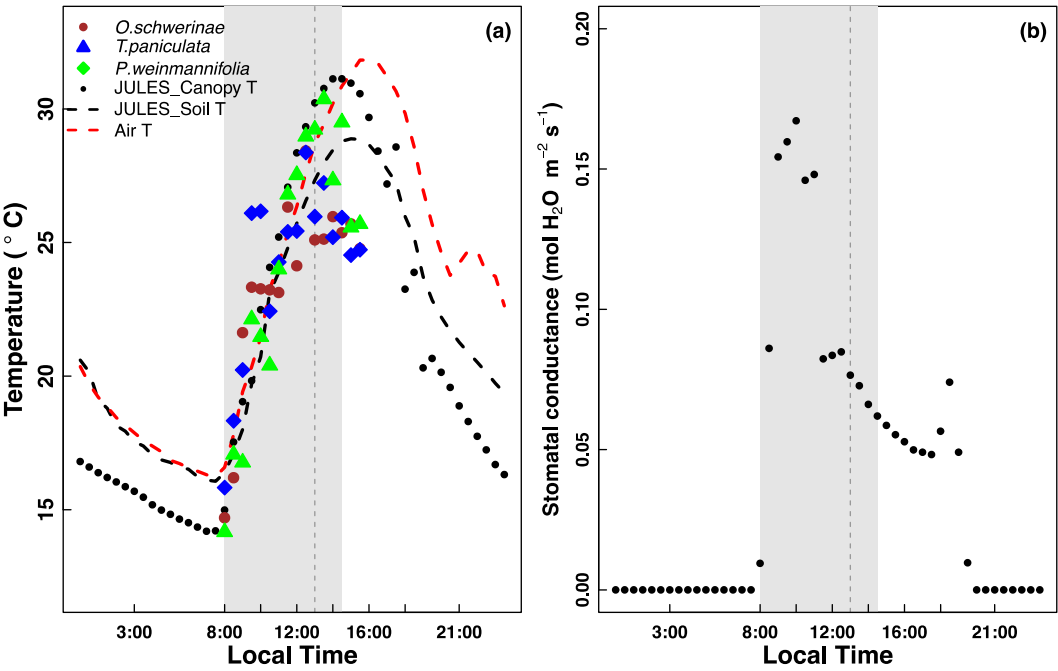 (a)
O.schwerinae
T.paniculata
P.weinmannifolia
JULES_Canopy T
JULES_Soil T
Air T
Temperature ( ° C)
30
25
20
15
3:00 8:00 12:00 16:00 21:00
Local Time
(b)
Stomatal conductance (mol H₂O m⁻² s⁻¹)
0.20
0.15
0.10
0.05
0.00
3:00 8:00 12:00 16:00 21:00
Local Time